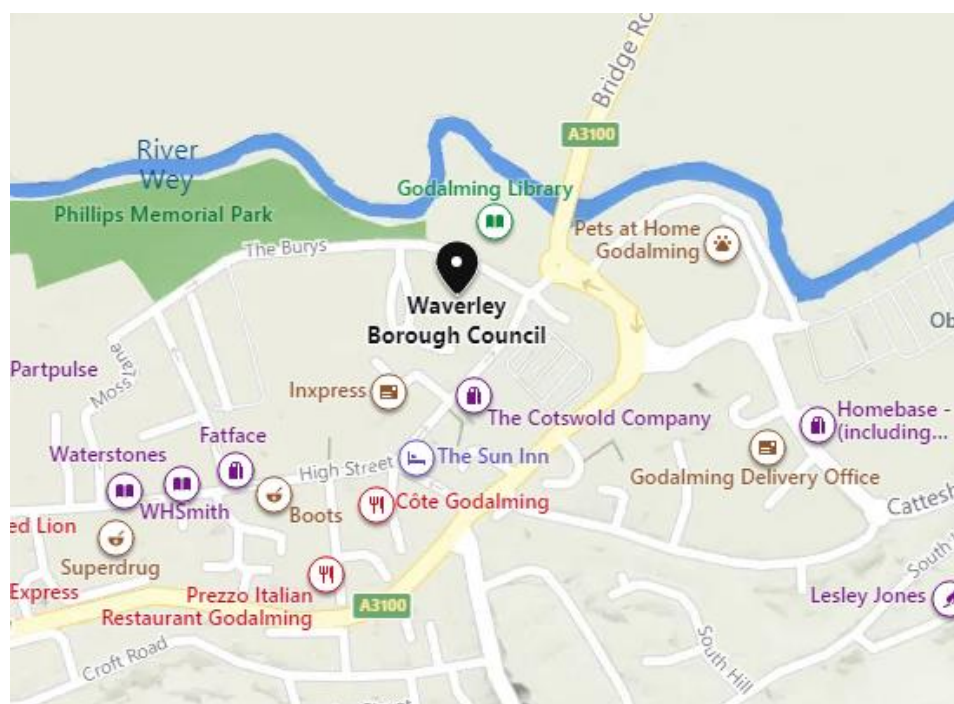 Bridge Ro
A3100
River
Wey
Godalming Library
Phillips Memorial Park
Pets at Home
Godalming
The Burys
Waverley
Borough Council
Ob
Partpulse
Moss Lane
Inxpress
The Cotswold Company
Homebase -
(including...
Fatface
Waterstones
High Street
The Sun Inn
Godalming Delivery Office
WHSmith
Boots
Côte Godalming
Cattesh
ed Lion
Superdrug
South H
Express
Prezzo Italian
Restaurant Godalming
A3100
Lesley Jones
Croft Road
South Hill
Street